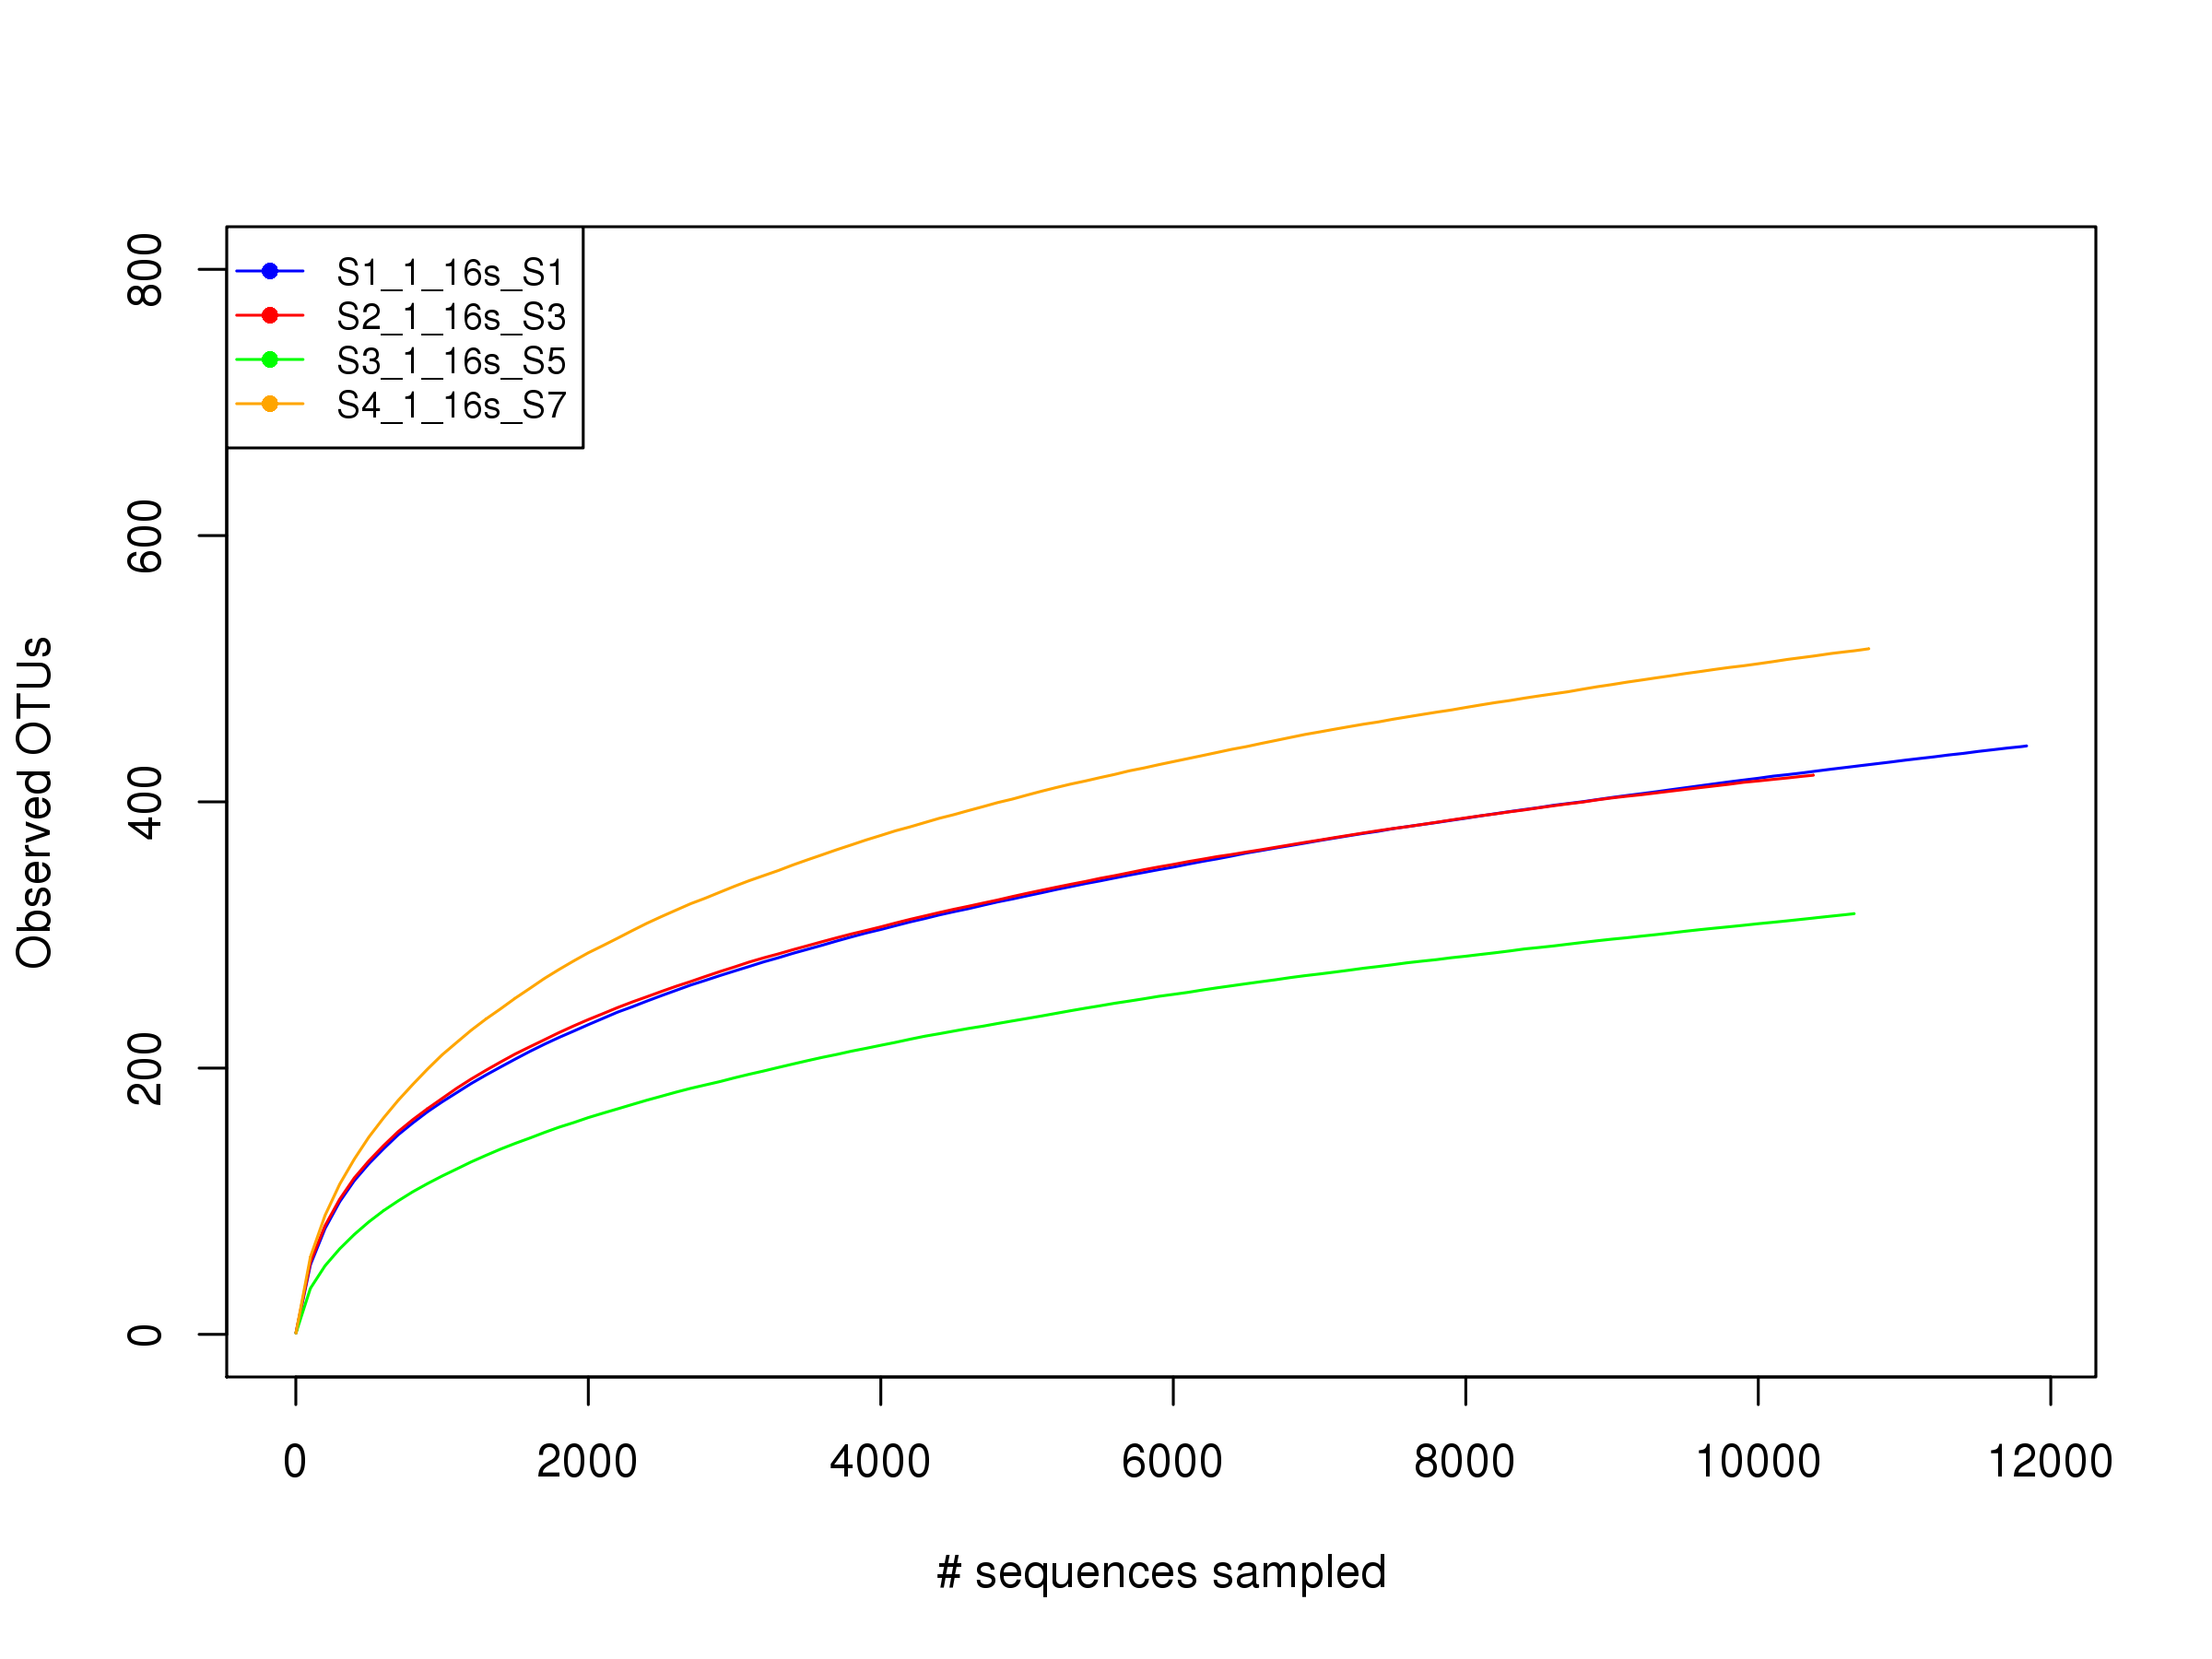 S1_1_16s_S1
S2_1_16s_S3
S3_1_16s_S5
S4_1_16s_S7
800
600
400
200
0
Observed OTUs
0 2000 4000 6000 8000 10000 12000
# sequences sampled